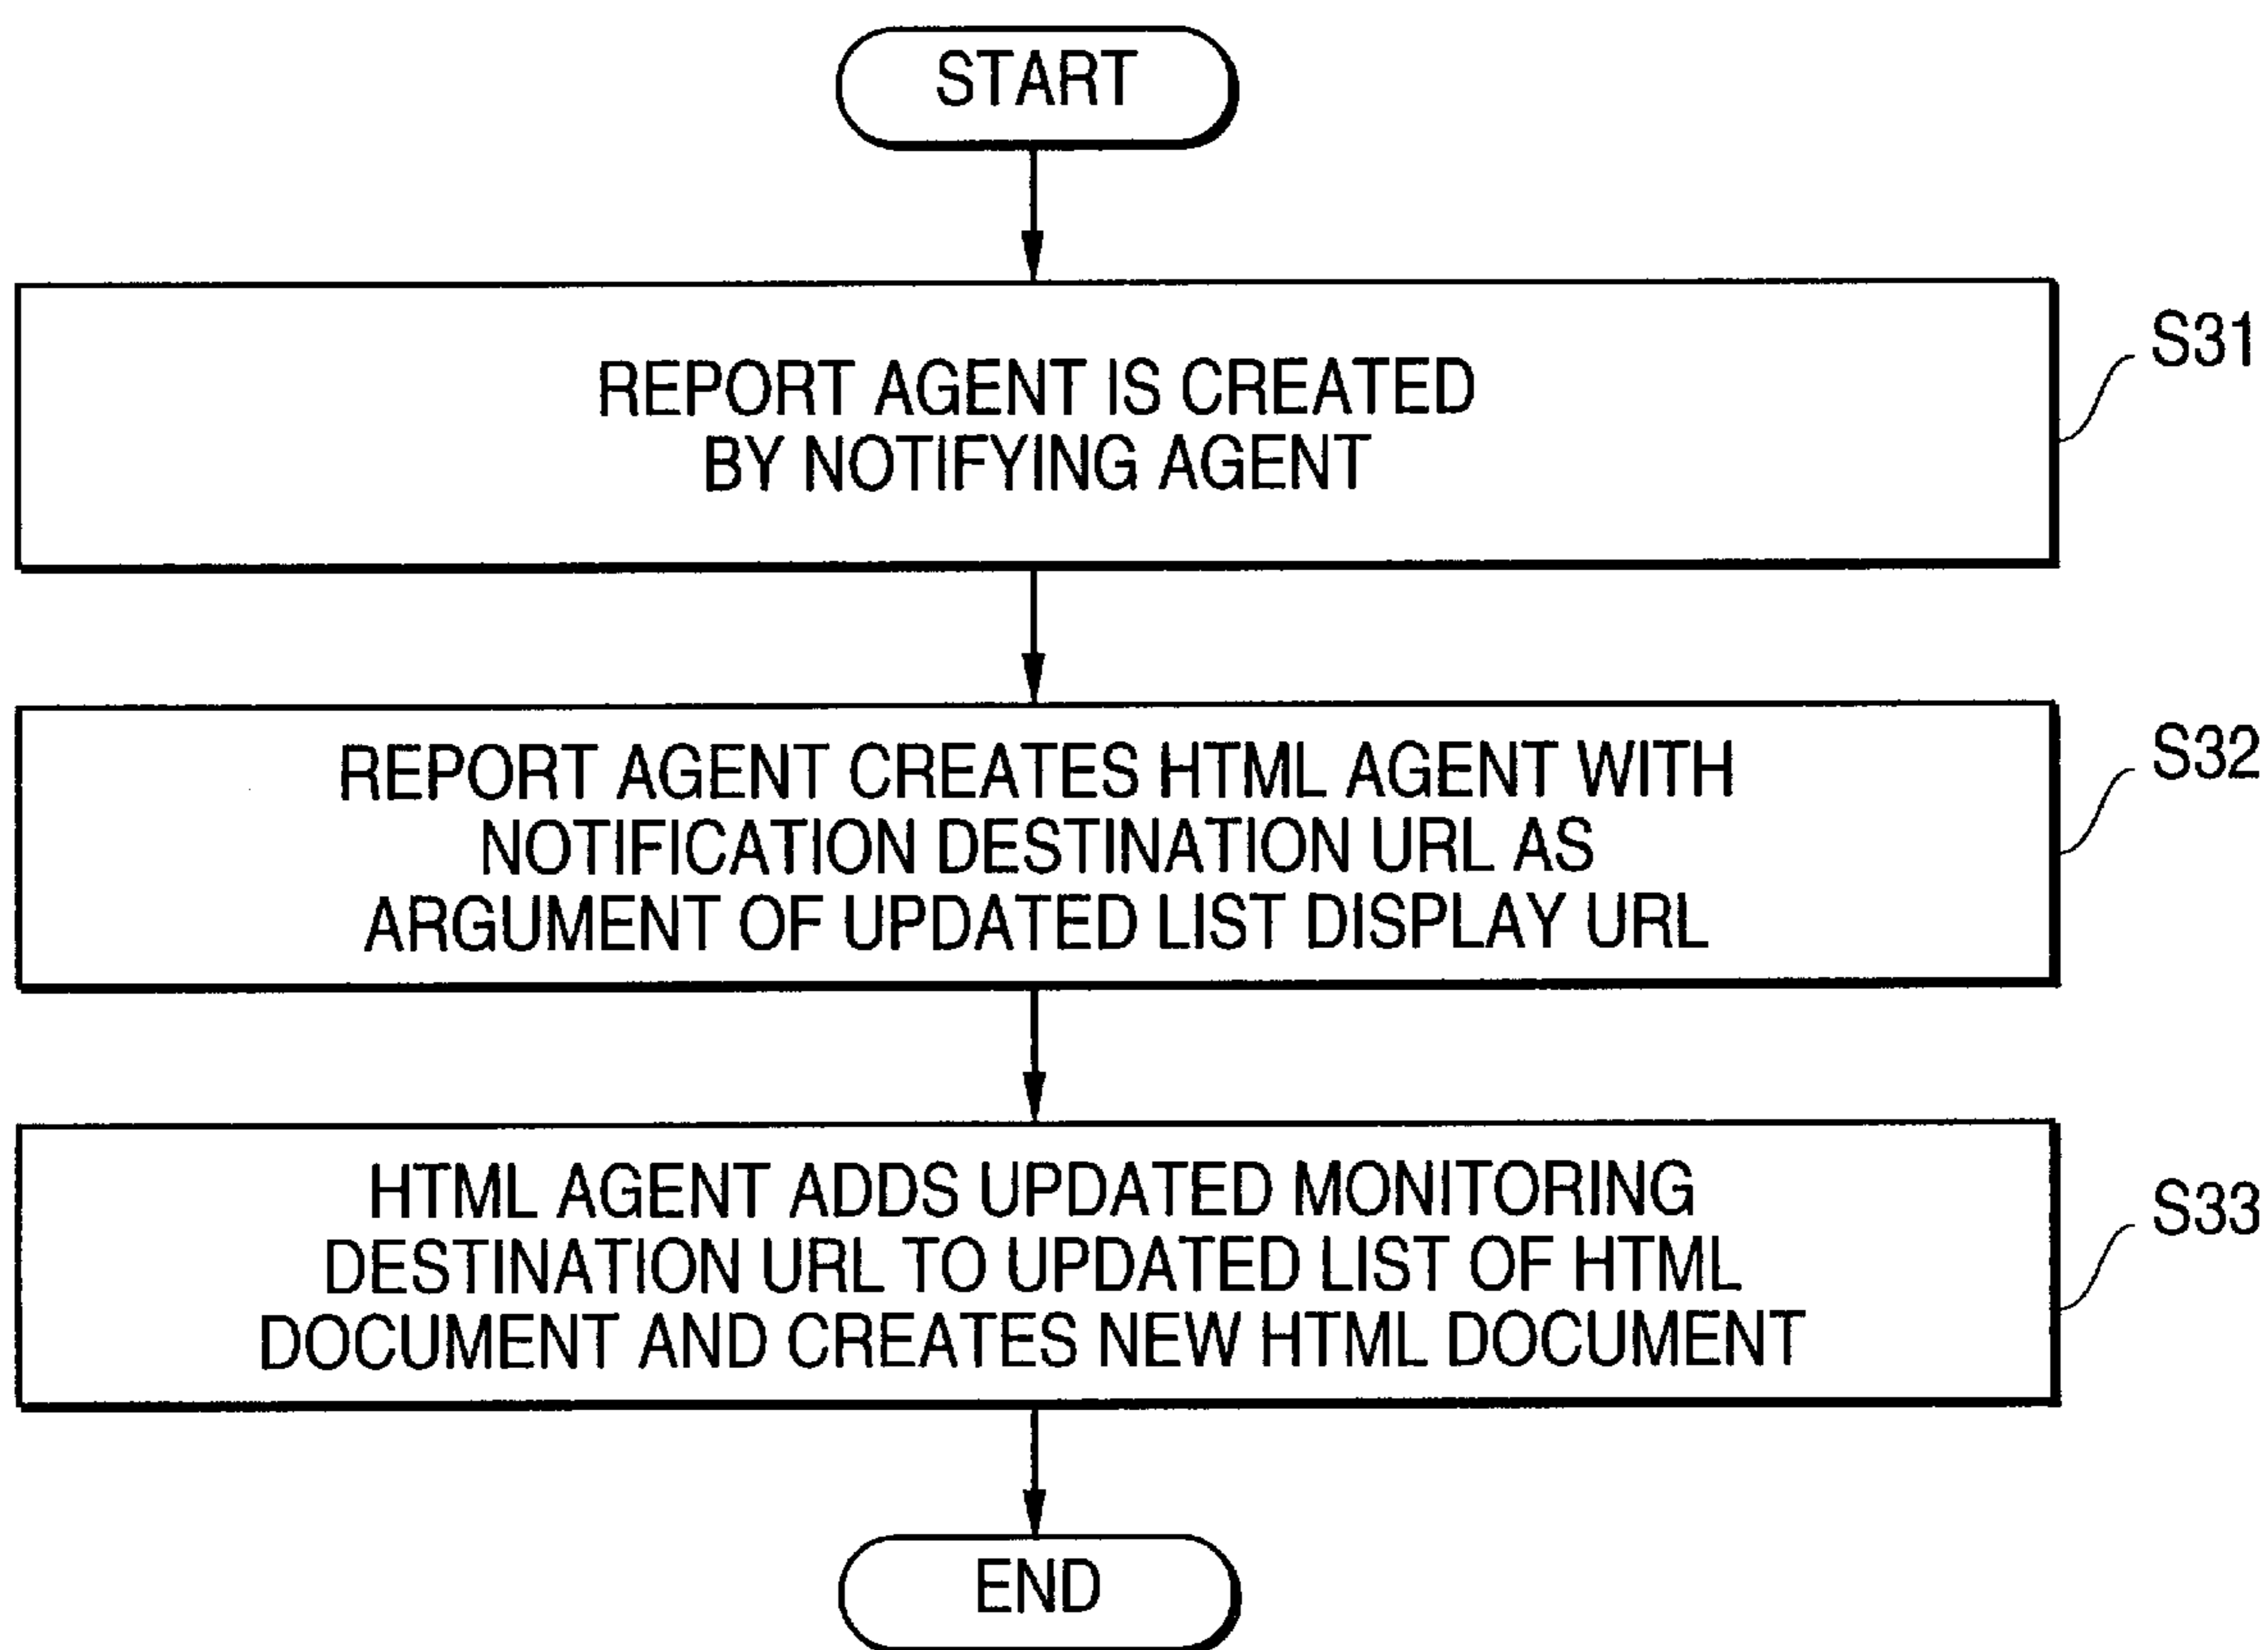 START
REPORT AGENT IS CREATED
BY NOTIFYING AGENT
S31
REPORT AGENT CREATES HTML AGENT WITH
NOTIFICATION DESTINATION URL AS
ARGUMENT OF UPDATED LIST DISPLAY URL
S32
HTML AGENT ADDS UPDATED MONITORING
DESTINATION URL TO UPDATED LIST OF HTML
DOCUMENT AND CREATES NEW HTML DOCUMENT
S33
END